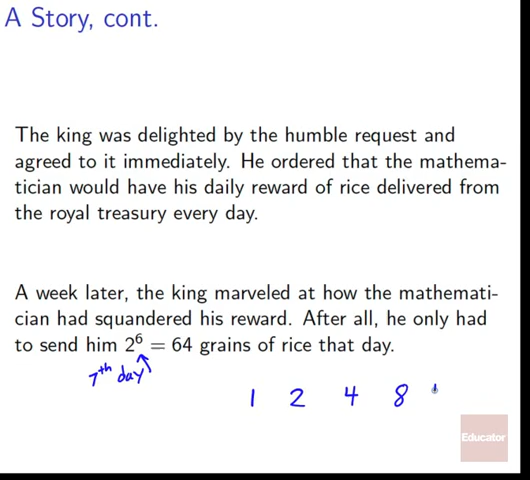 A Story, cont.
The king was delighted by the humble request and
agreed to it immediately. He ordered that the mathema-
tician would have his daily reward of rice delivered from
the royal treasury every day.
A week later, the king marveled at how the mathemati-
cian had squandered his reward. After all, he only had
to send him 2⁶ = 64 grains of rice that day.
7th day
1 2 4 8
Educator